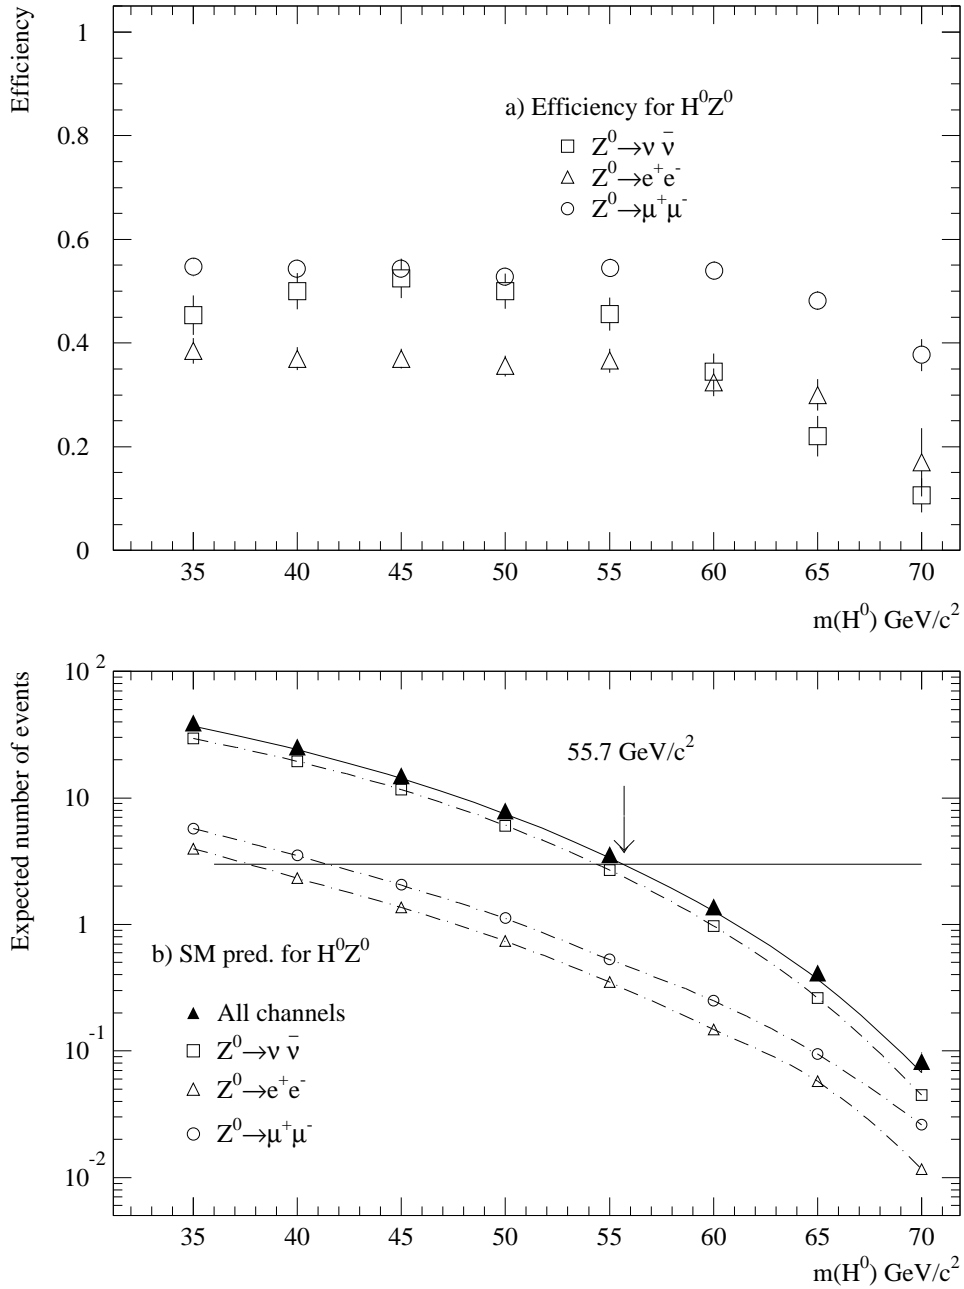 Efficiency
1
0.8
0.6
0.4
0.2
0
a) Efficiency for H⁰Z⁰
Z⁰→ν ν̄
Z⁰→e⁺e⁻
Z⁰→μ⁺μ⁻
35 40 45 50 55 60 65 70
m(H⁰) GeV/c²
Expected number of events
10²
10
1
10⁻¹
10⁻²
55.7 GeV/c²
b) SM pred. for H⁰Z⁰
All channels
Z⁰→ν ν̄
Z⁰→e⁺e⁻
Z⁰→μ⁺μ⁻
35 40 45 50 55 60 65 70
m(H⁰) GeV/c²